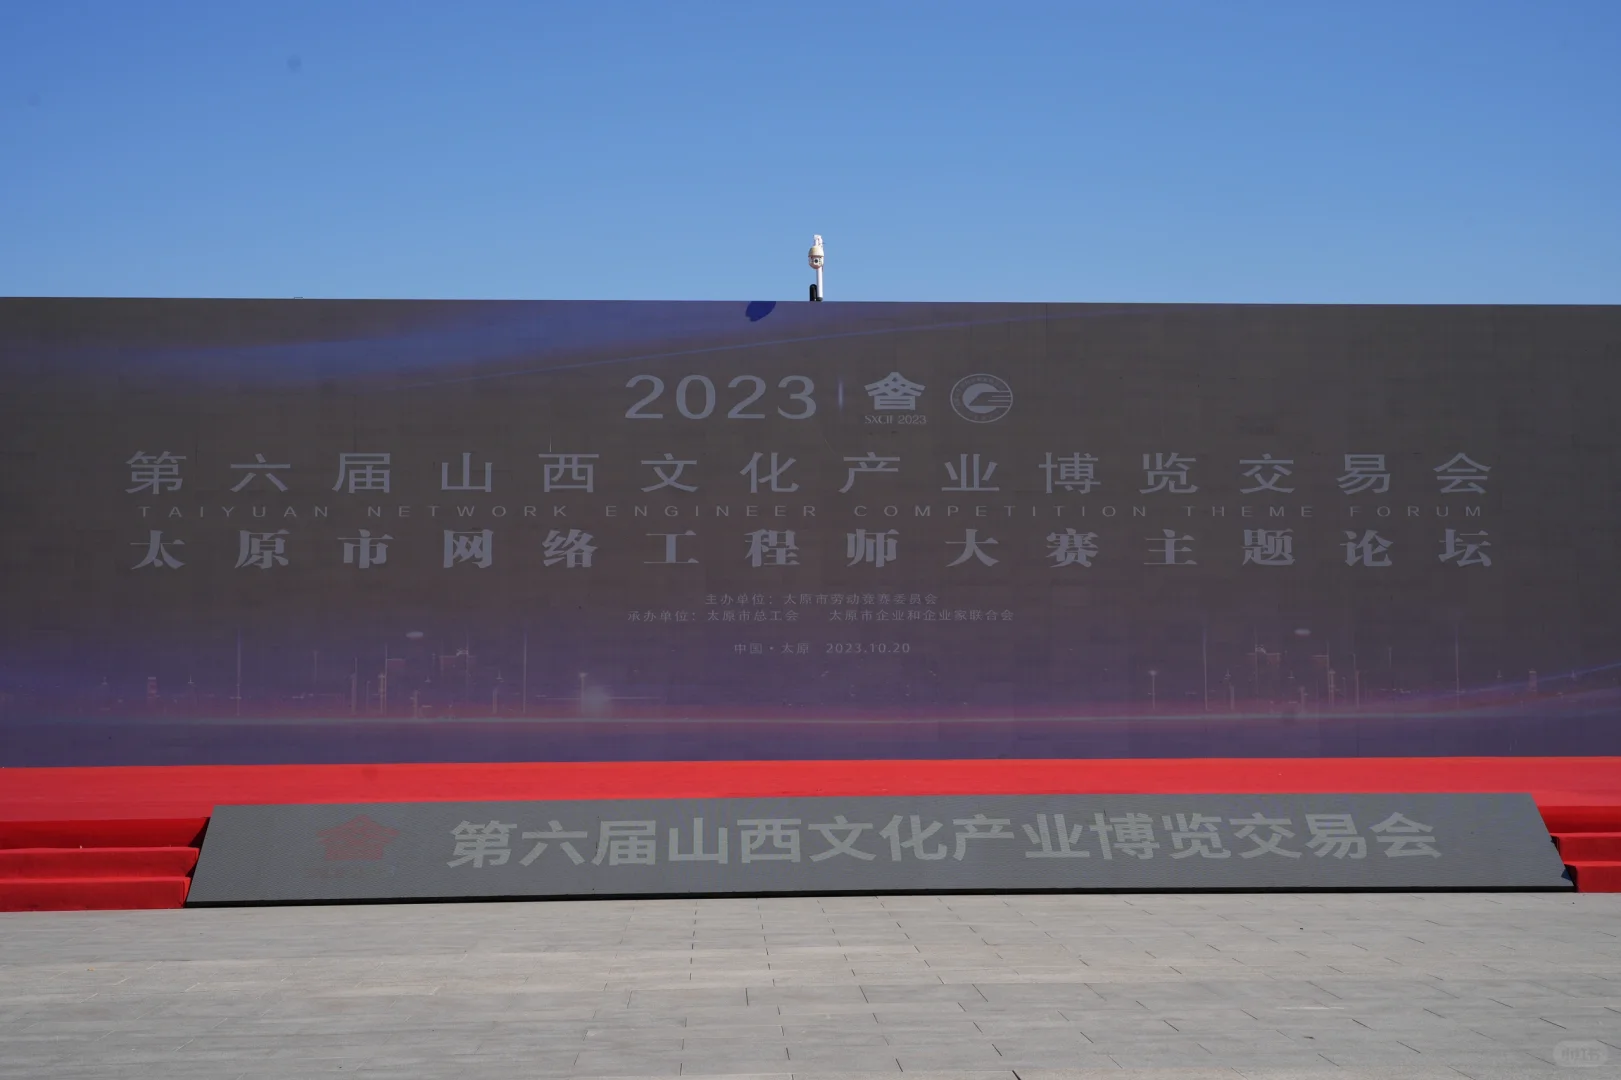 2023
SXCIF 2023
第六届山西文化产业博览交易会
TAIYUAN NETWORK ENGINEER COMPETITION THEME FORUM
太原市网络工程师大赛主题论坛
主办单位：太原市劳动竞赛委员会
承办单位：太原市总工会 太原市企业和企业家联合会
中国·太原 2023.10.20
第六届山西文化产业博览交易会
小红书